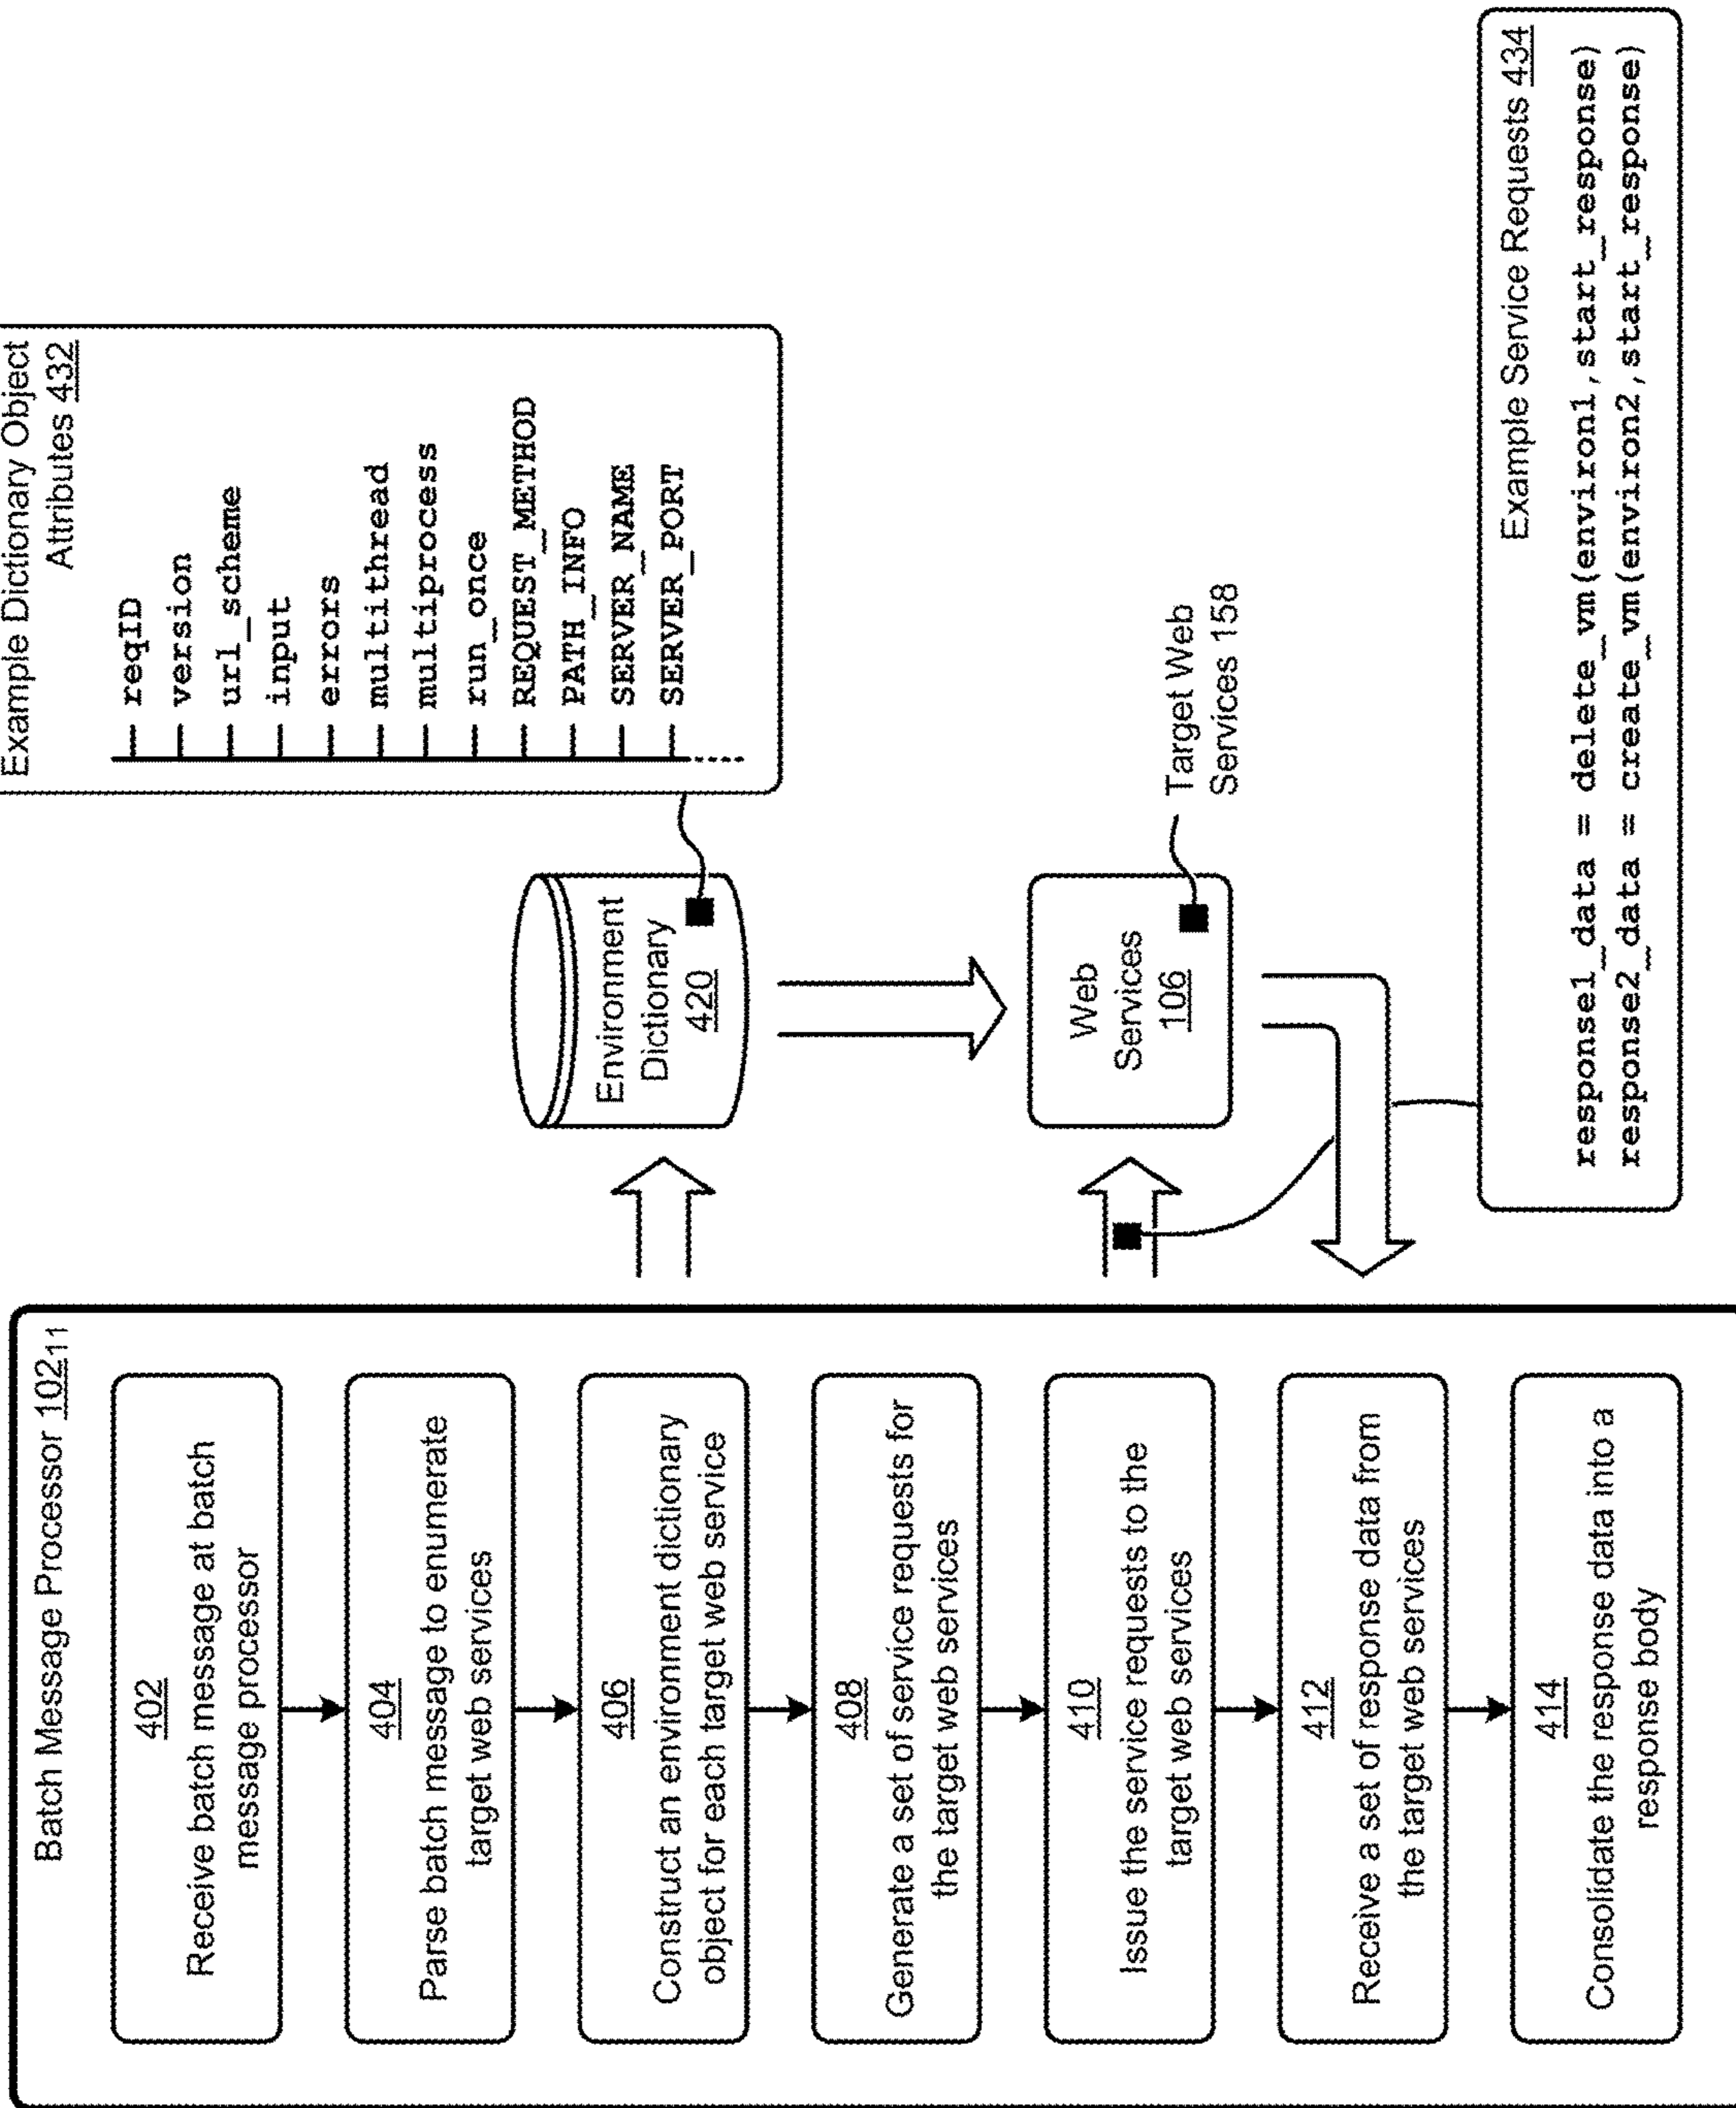 Batch Message Processor 102₁₁
402
Receive batch message at batch
message processor
404
Parse batch message to enumerate
target web services
406
Construct an environment dictionary
object for each target web service
408
Generate a set of service requests for
the target web services
410
Issue the service requests to the
target web services
412
Receive a set of response data from
the target web services
414
Consolidate the response data into a
response body
Environment
Dictionary
420
Web
Services
106
Target Web
Services 158
Example Dictionary Object
Attributes 432
reqID
version
url_scheme
input
errors
multithread
multiprocess
run_once
REQUEST_METHOD
PATH_INFO
SERVER_NAME
SERVER_PORT
Example Service Requests 434
response1_data = delete_vm(environ1,start_response)
response2_data = create_vm(environ2,start_response)